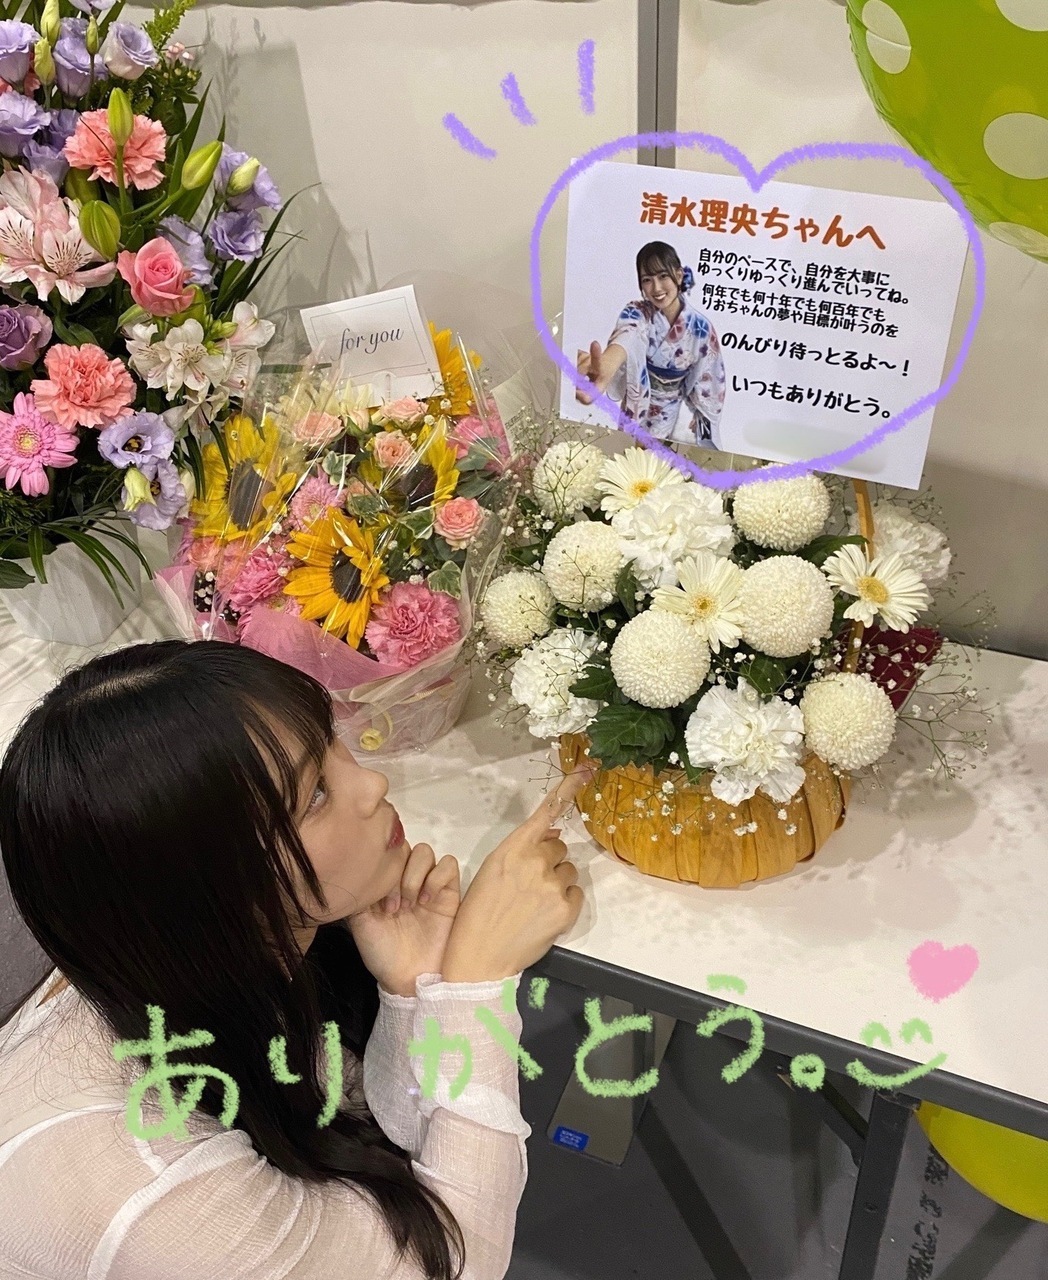 清水理央ちゃんへ
自分のペースで、自分を大事に
ゆっくりゆっくり進んでいってね。
何年でも何十年でも何百年でも
りおちゃんの夢や目標が叶うのを
のんびり待っとるよ〜！
いつもありがとう。
for you
ありがとう。